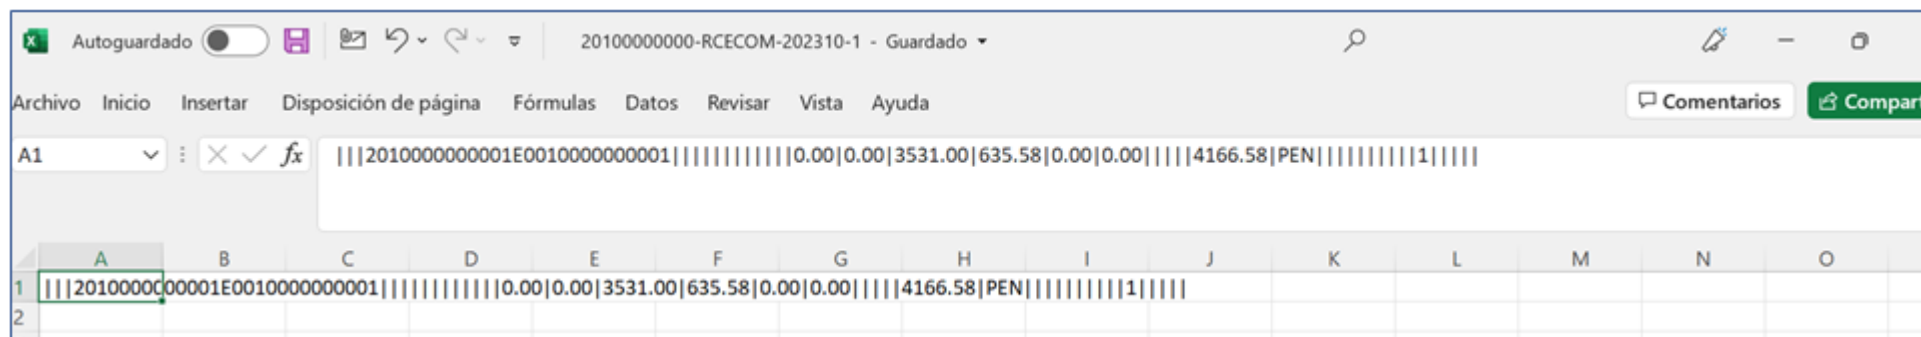 Autoguardado 20100000000-RCECOM-202310-1 - Guardado
Archivo Inicio Insertar Disposición de página Fórmulas Datos Revisar Vista Ayuda Comentarios Compart
A1 fx |||2010000000001E0010000000001||||||||||||0.00|0.00|3531.00|635.58|0.00|0.00|||||4166.58|PEN||||||||||1|||||
A B C D E F G H I J K L M N O
1 |||2010000000001E0010000000001||||||||||||0.00|0.00|3531.00|635.58|0.00|0.00|||||4166.58|PEN||||||||||1|||||
2